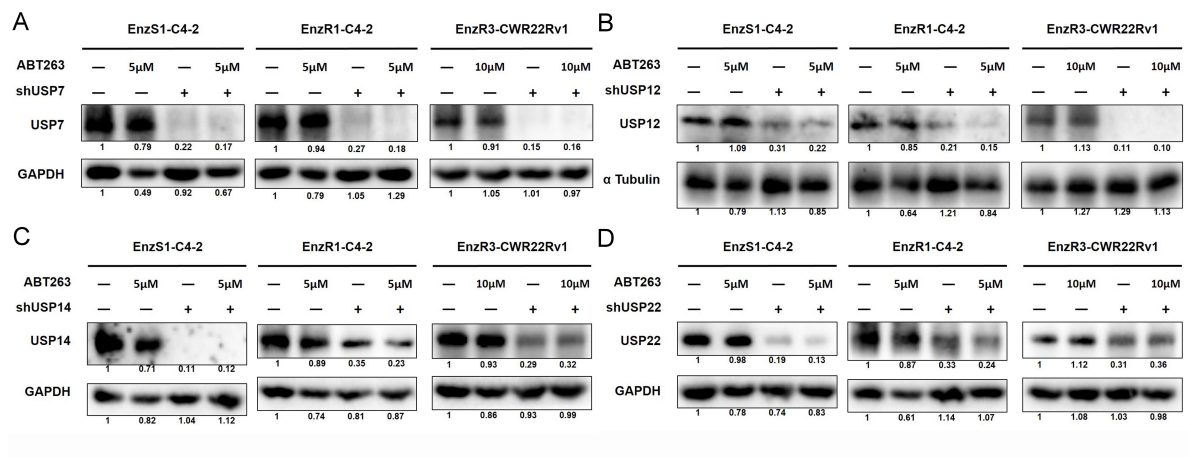 A
EnzS1-C4-2 EnzR1-C4-2 EnzR3-CWR22Rv1
ABT263 — 5μM — 5μM — 5μM — 5μM — 10μM — 10μM
shUSP7 — — + + — — + + — — + +
USP7
1 0.79 0.22 0.17 1 0.94 0.27 0.18 1 0.91 0.15 0.16
GAPDH
1 0.49 0.92 0.67 1 0.79 1.05 1.29 1 1.05 1.01 0.97
B
EnzS1-C4-2 EnzR1-C4-2 EnzR3-CWR22Rv1
ABT263 — 5μM — 5μM — 5μM — 5μM — 10μM — 10μM
shUSP12 — — + + — — + + — — + +
USP12
1 1.09 0.31 0.22 1 0.85 0.21 0.15 1 1.13 0.11 0.10
α Tubulin
1 0.79 1.13 0.85 1 0.64 1.21 0.84 1 1.27 1.29 1.13
C
EnzS1-C4-2 EnzR1-C4-2 EnzR3-CWR22Rv1
ABT263 — 5μM — 5μM — 5μM — 5μM — 10μM — 10μM
shUSP14 — — + + — — + + — — + +
USP14
1 0.71 0.11 0.12 1 0.89 0.35 0.23 1 0.93 0.29 0.32
GAPDH
1 0.82 1.04 1.12 1 0.74 0.81 0.87 1 0.86 0.93 0.99
D
EnzS1-C4-2 EnzR1-C4-2 EnzR3-CWR22Rv1
ABT263 — 5μM — 5μM — 5μM — 5μM — 10μM — 10μM
shUSP22 — — + + — — + + — — + +
USP22
1 0.98 0.19 0.13 1 0.87 0.33 0.24 1 1.12 0.31 0.36
GAPDH
1 0.78 0.74 0.83 1 0.61 1.14 1.07 1 1.08 1.03 0.98